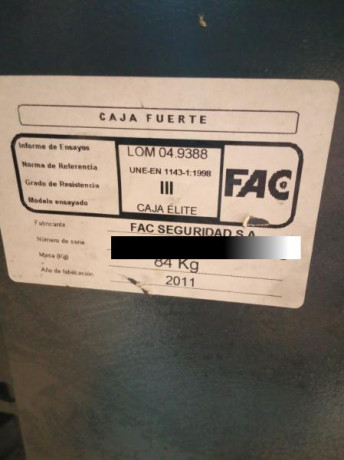 CAJA FUERTE
Informe de Ensayos LOM 04.9388
Norma de Referencia UNE-EN 1143-1:1998
Grado de Resistencia III
Modelo ensayado CAJA ÉLITE
FAC
Fabricante FAC SEGURIDAD S.A.
Número de serie
Masa (Kg) 84 Kg
Año de fabricación 2011